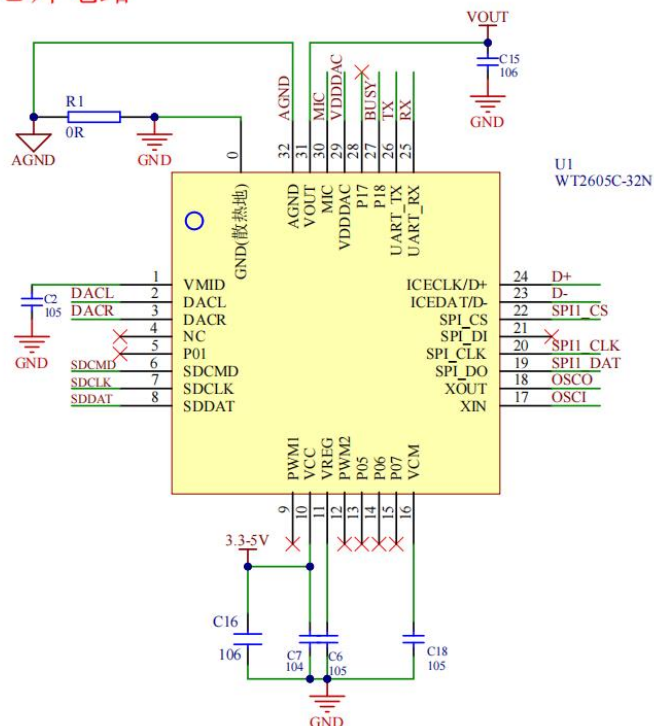 VOUT
C15
106
GND
R1
0R
AGND
GND
AGND
MIC
VDDDAC
BUSY
TX
RX
0
32
31
30
29
28
27
26
25
U1
WT2605C-32N
GND(散热地)
AGND
VOUT
MIC
VDDDAC
P17
P18
UART_TX
UART_RX
C2
105
GND
DACL
DACR
SDCMD
SDCLK
SDDAT
1 VMID
2 DACL
3 DACR
4 NC
5 P01
6 SDCMD
7 SDCLK
8 SDDAT
ICECLK/D+ 24 D+
ICEDAT/D- 23 D-
SPI_CS 22 SPI1_CS
SPI_DI 21
SPI_CLK 20 SPI1_CLK
SPI_DO 19 SPI1_DAT
XOUT 18 OSCO
XIN 17 OSCI
PWM1
VCC
VREG
PWM2
P05
P06
P07
VCM
9
10
11
12
13
14
15
16
3.3-5V
C16
106
C7
104
C6
105
C18
105
GND